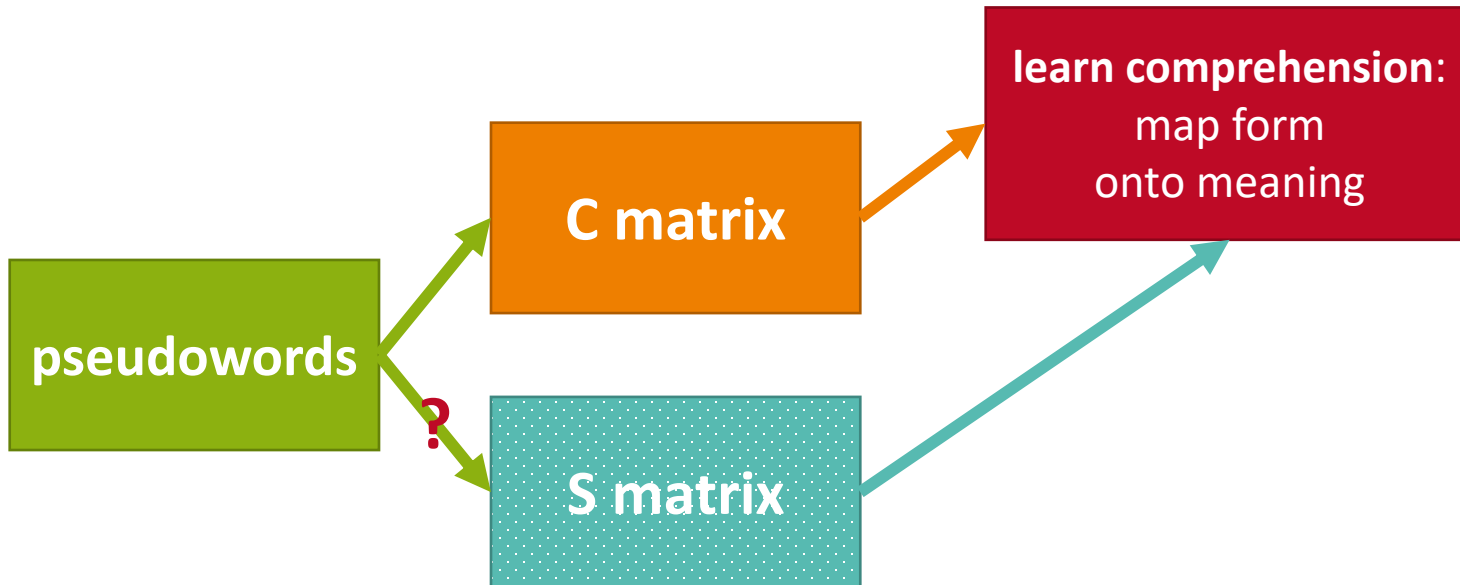 learn comprehension:
map form
onto meaning
C matrix
pseudowords
?
S matrix